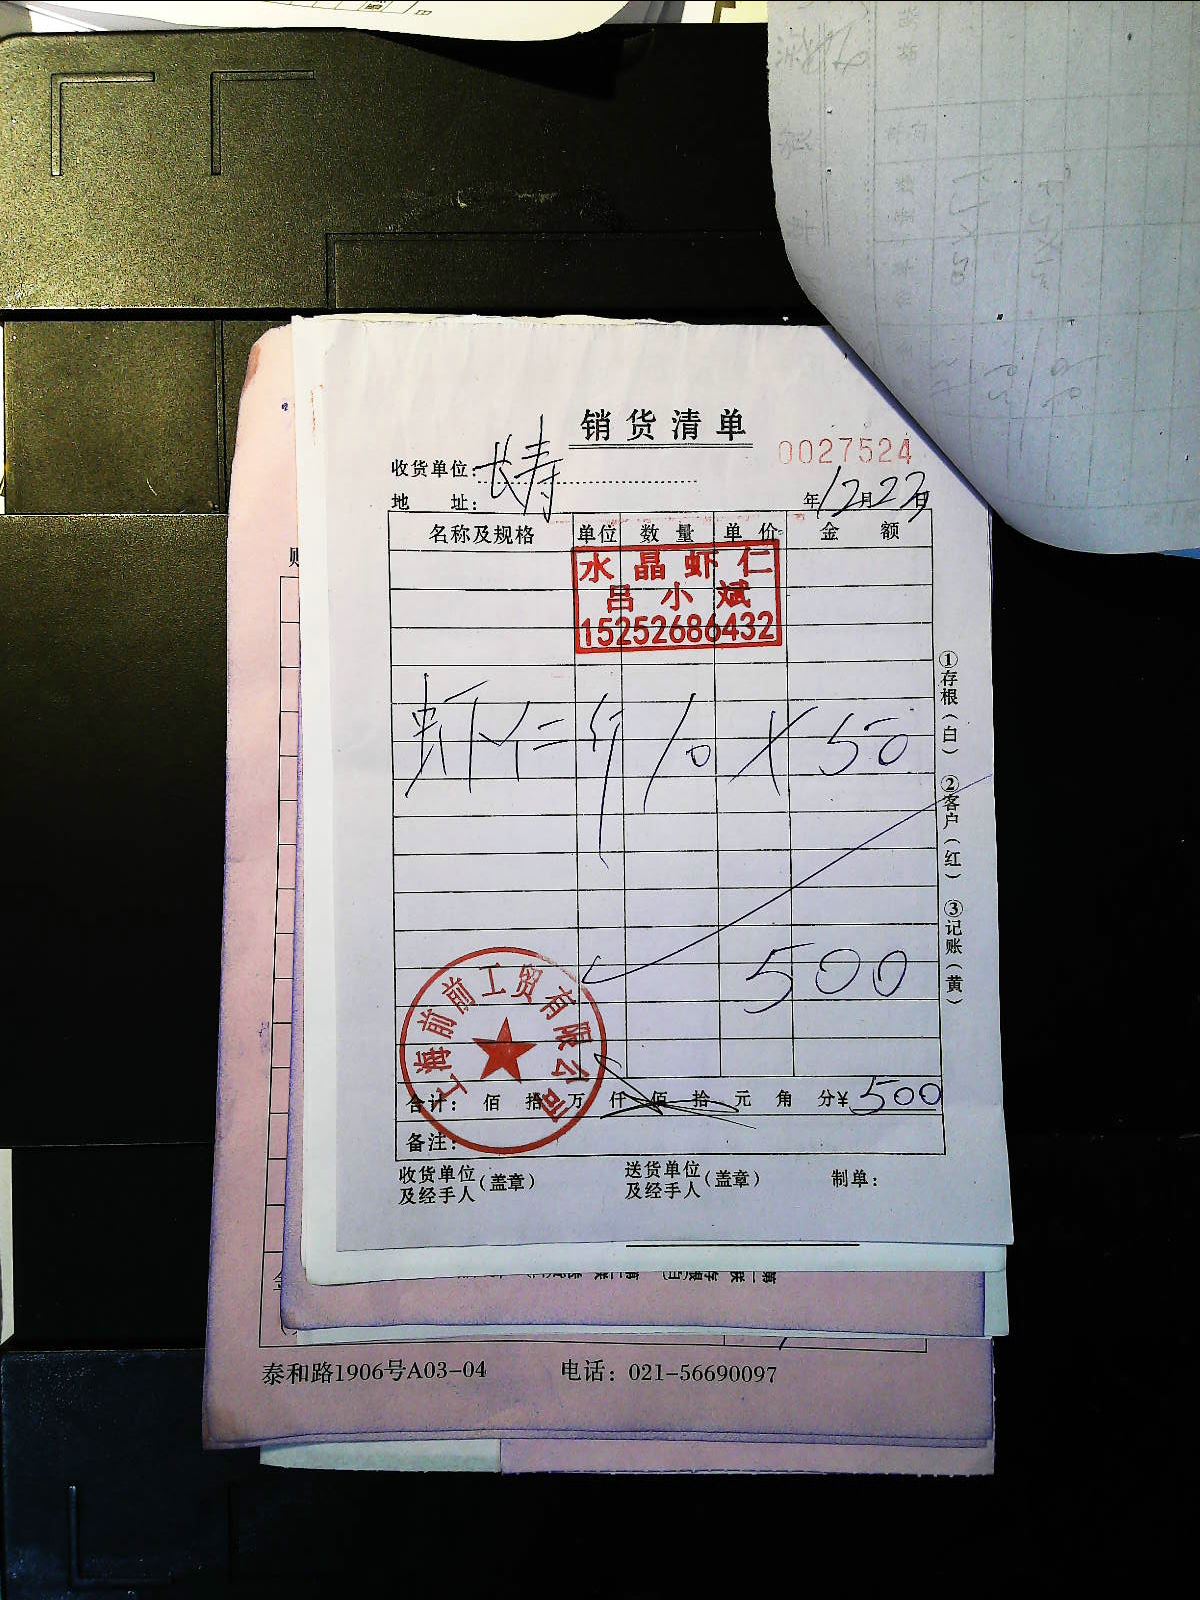 销货清单
0027524
收货单位：长寿
地 址：
年12月22日
名称及规格 单位 数量 单价 金额
水晶虾仁
吕小斌
15252686432
虾仁 斤 10 X 50
500
上海前前工贸有限公司
合计： 佰 拾 万 仟 佰 拾 元 角 分¥ 500
备注：
收货单位及经手人（盖章）
送货单位及经手人（盖章）
制单：
①存根（白） ②客户（红） ③记账（黄）
泰和路1906号A03-04 电话：021-56690097